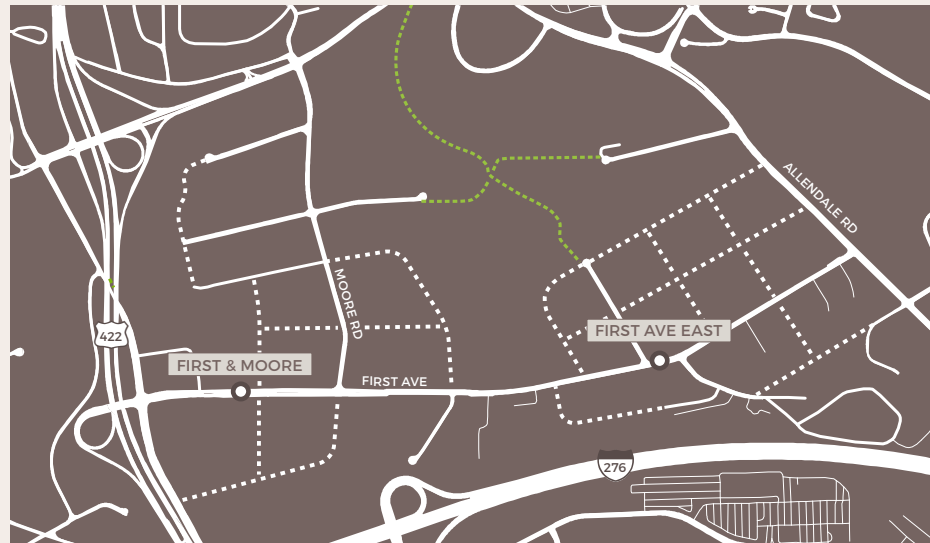 ALLENDALE RD
MOORE RD
422
FIRST AVE EAST
FIRST & MOORE
FIRST AVE
276